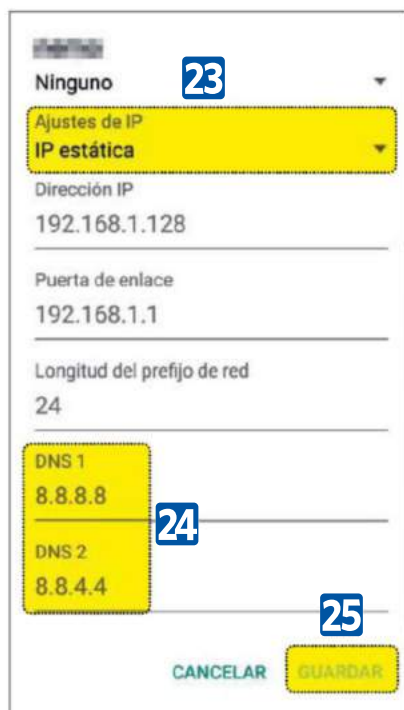 Ninguno
23
Ajustes de IP
IP estática
Dirección IP
192.168.1.128
Puerta de enlace
192.168.1.1
Longitud del prefijo de red
24
DNS 1
8.8.8.8
24
DNS 2
8.8.4.4
25
CANCELAR GUARDAR